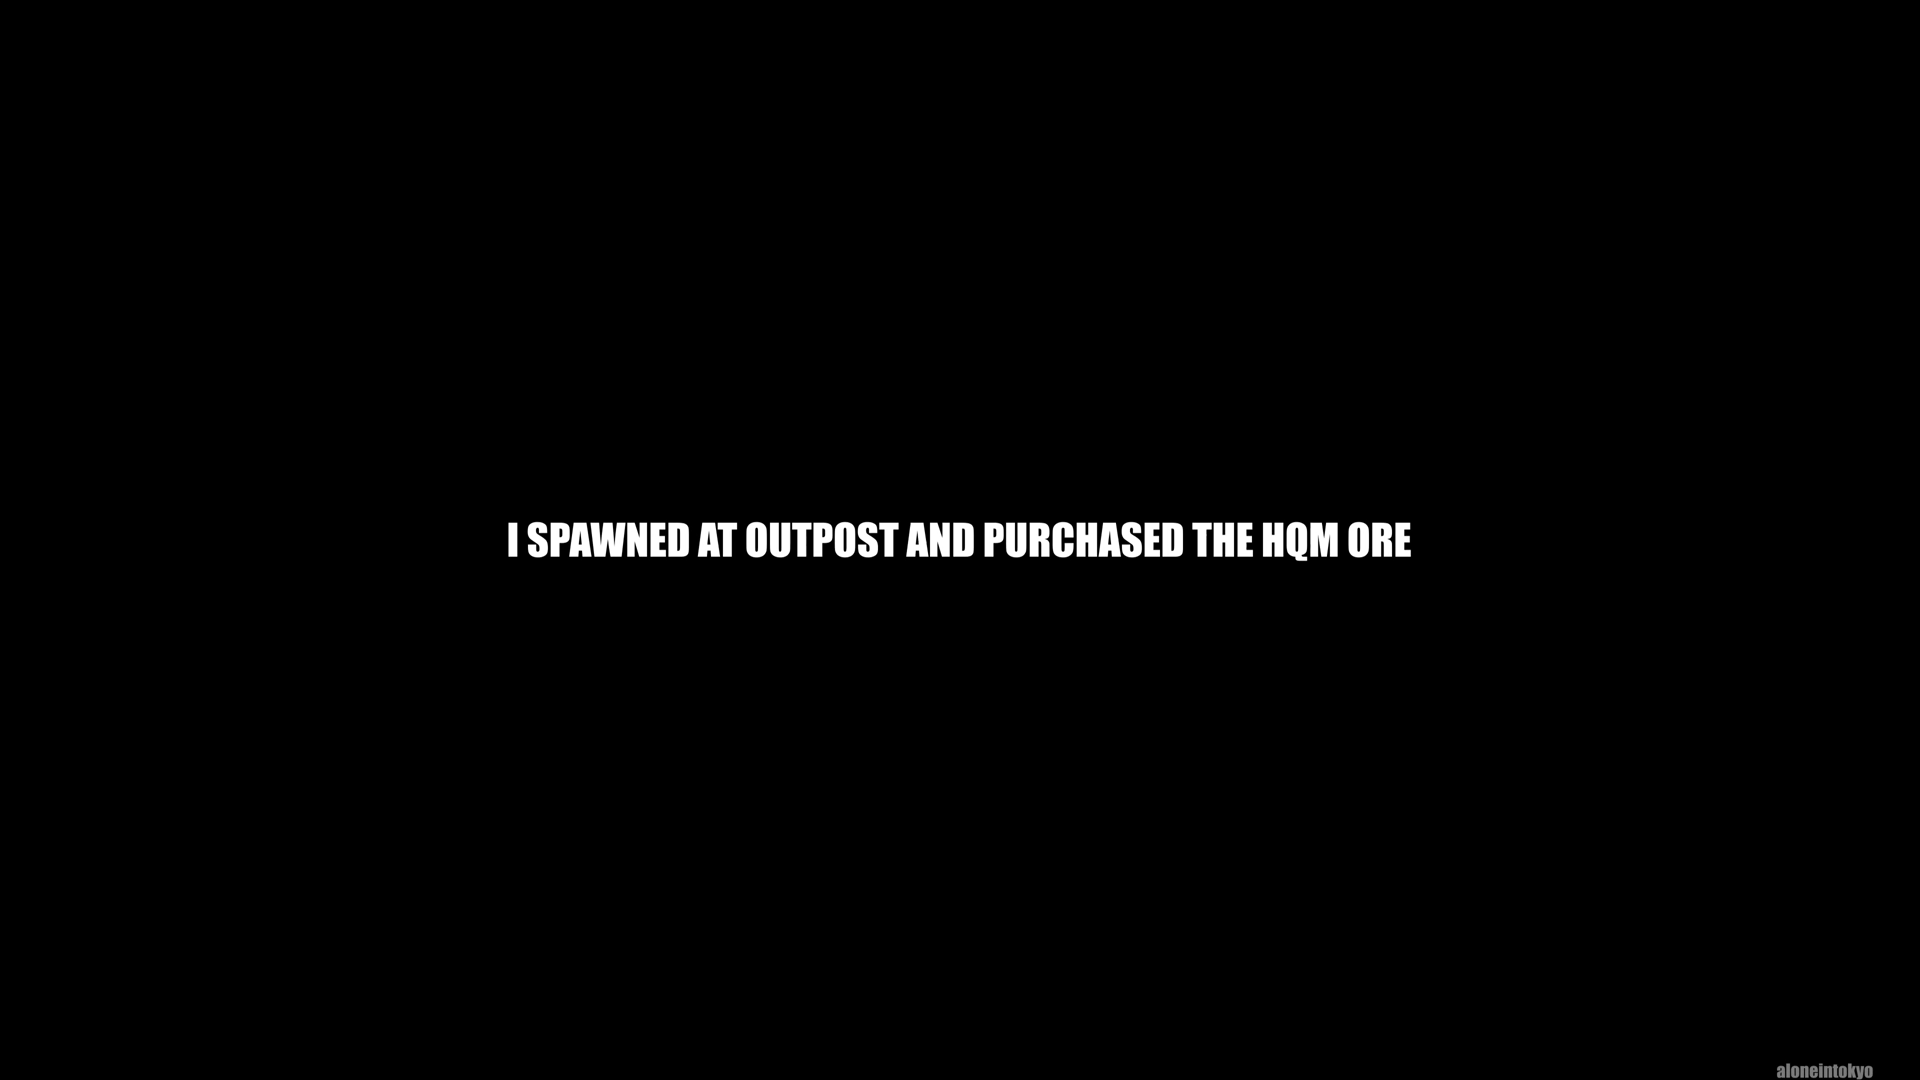 I SPAWNED AT OUTPOST AND PURCHASED THE HQM ORE
aloneintokyo